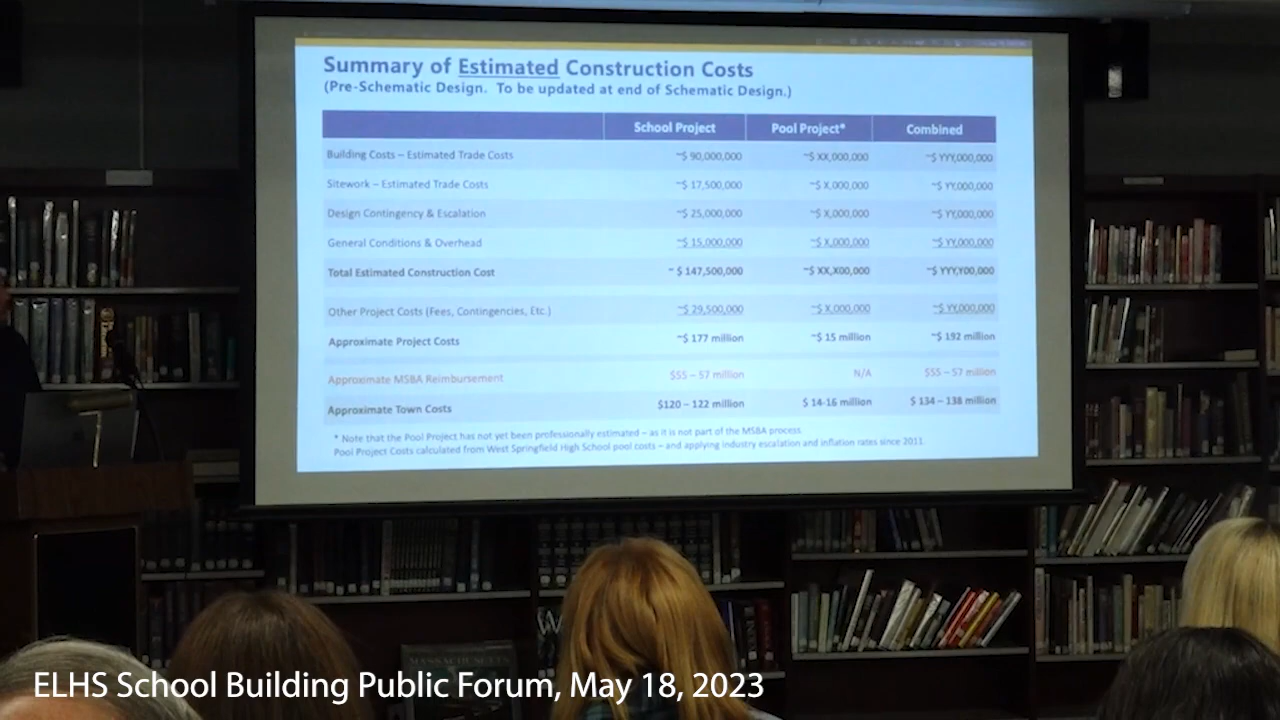 Summary of Estimated Construction Costs
(Pre-Schematic Design. To be updated at end of Schematic Design.)
School Project Pool Project* Combined
Building Costs – Estimated Trade Costs ~$ 90,000,000 ~$ XX,000,000 ~$ YYY,000,000
Sitework – Estimated Trade Costs ~$ 17,500,000 ~$ X,000,000 ~$ YY,000,000
Design Contingency & Escalation ~$ 25,000,000 ~$ X,000,000 ~$ YY,000,000
General Conditions & Overhead ~$ 15,000,000 ~$ X,000,000 ~$ YY,000,000
Total Estimated Construction Cost ~ $ 147,500,000 ~$ XX,X00,000 ~$ YYY,Y00,000
Other Project Costs (Fees, Contingencies, Etc.) ~$ 29,500,000 ~$ X,000,000 ~$ YY,000,000
Approximate Project Costs ~$ 177 million ~$ 15 million ~$ 192 million
Approximate MSBA Reimbursement $55 – 57 million N/A $55 – 57 million
Approximate Town Costs $120 – 122 million $ 14-16 million $ 134 – 138 million
* Note that the Pool Project has not yet been professionally estimated – as it is not part of the MSBA process.
Pool Project Costs calculated from West Springfield High School pool costs – and applying industry escalation and inflation rates since 2011.
MASSACHUSETTS
ELHS School Building Public Forum, May 18, 2023